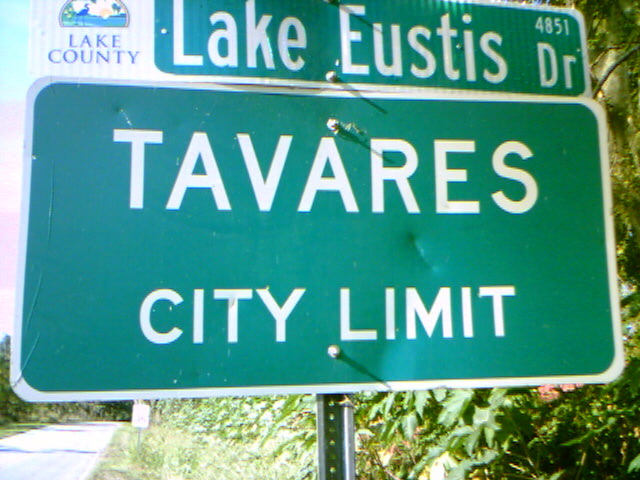 LAKE
COUNTY
Lake Eustis Dr
4851
TAVARES
CITY LIMIT